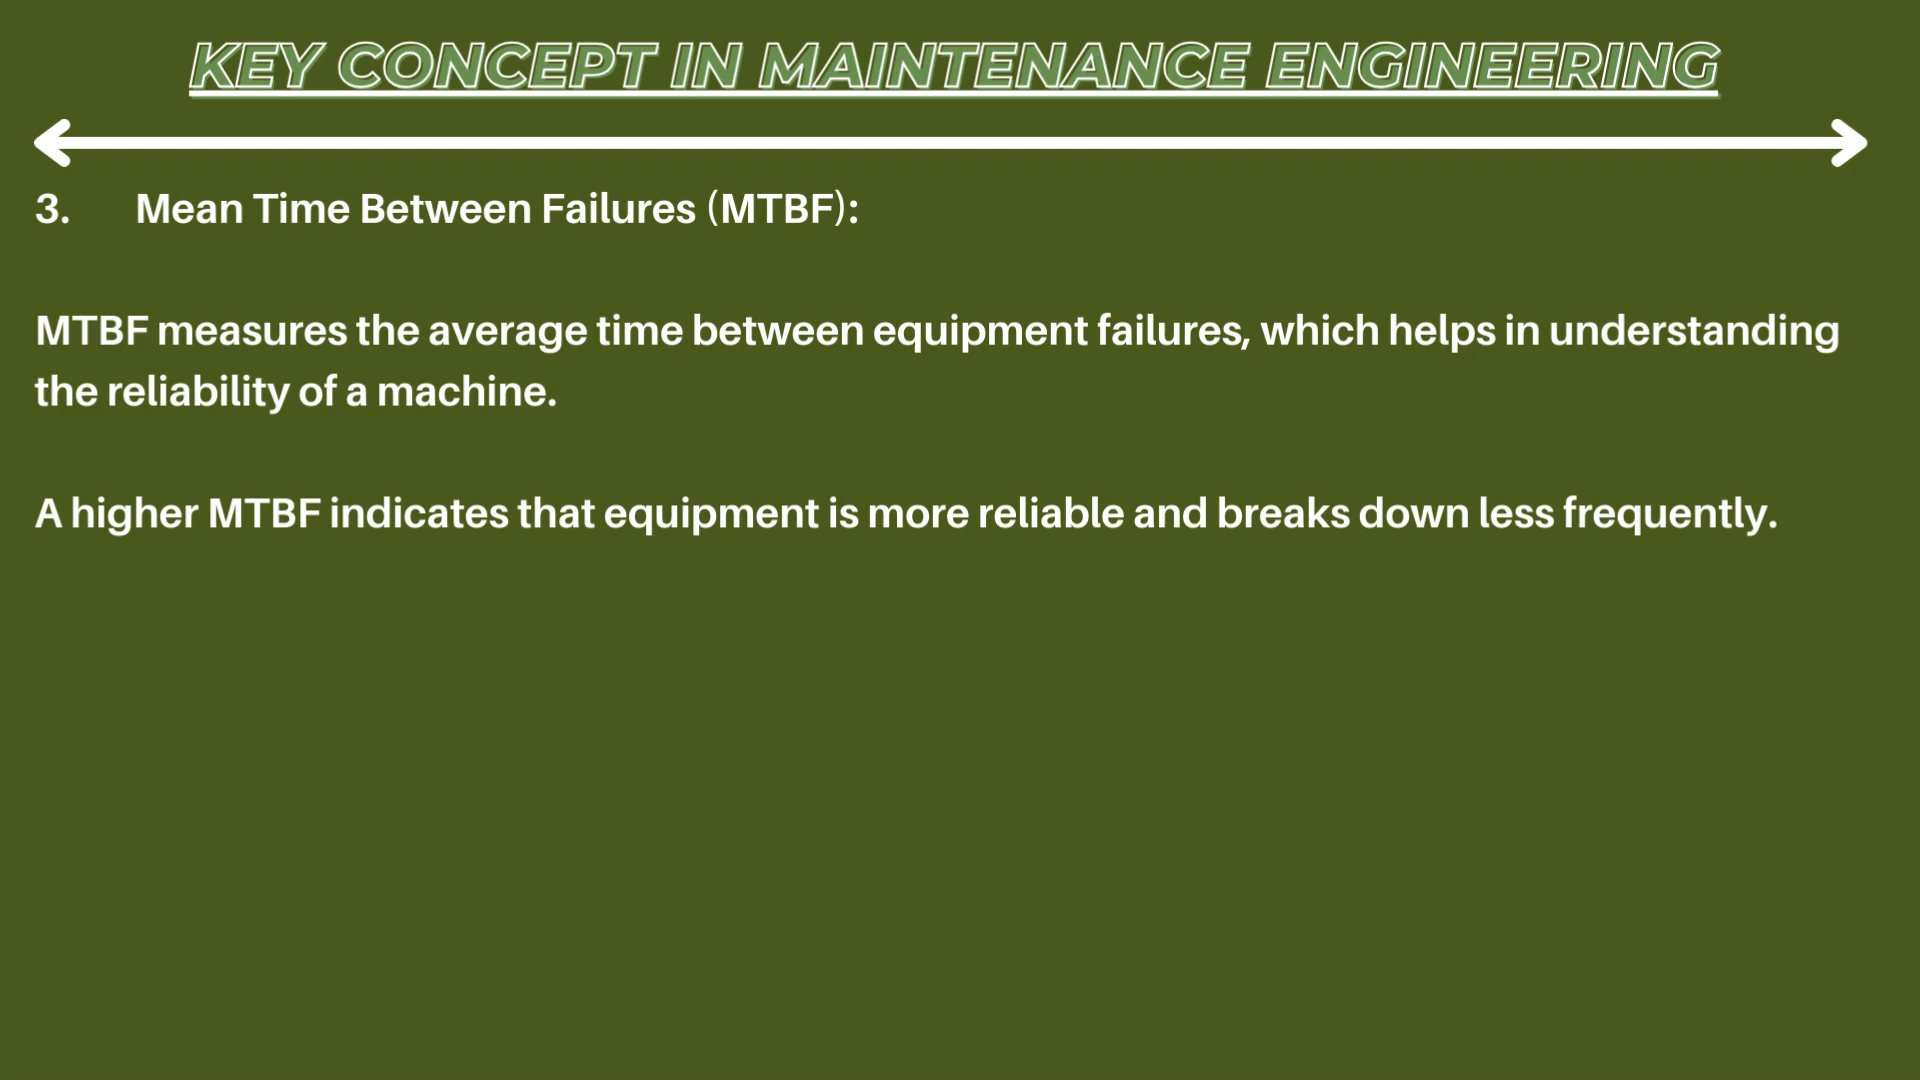 KEY CONCEPT IN MAINTENANCE ENGINEERING
3. Mean Time Between Failures (MTBF):
MTBF measures the average time between equipment failures, which helps in understanding
the reliability of a machine.
A higher MTBF indicates that equipment is more reliable and breaks down less frequently.